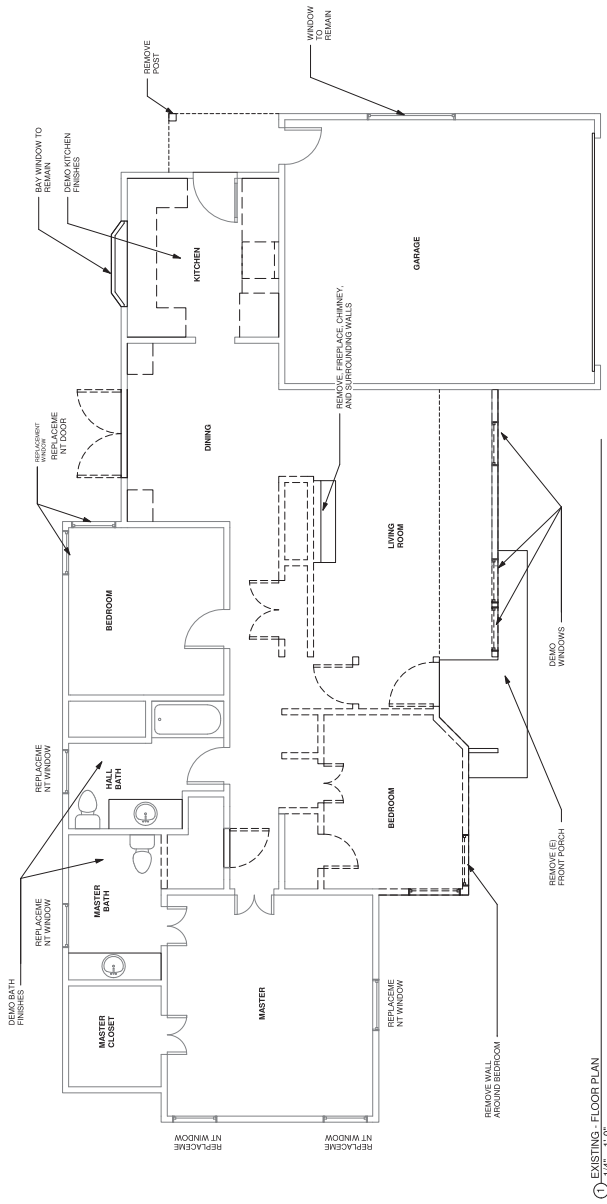 DEMO BATH
FINISHES
REPLACEME
NT WINDOW
REPLACEME
NT WINDOW
REPLACEMENT
WINDOW
REPLACEME
NT DOOR
BAY WINDOW TO
REMAIN
DEMO KITCHEN
FINISHES
REMOVE
POST
WINDOW
TO
REMAIN
MASTER
CLOSET
MASTER
BATH
HALL
BATH
BEDROOM
DINING
KITCHEN
REPLACEME
NT WINDOW
REPLACEME
NT WINDOW
MASTER
REPLACEME
NT WINDOW
BEDROOM
LIVING
ROOM
REMOVE, FIREPLACE, CHIMNEY,
AND SURROUNDING WALLS
GARAGE
REMOVE WALL
AROUND BEDROOM
REMOVE (E)
FRONT PORCH
DEMO
WINDOWS
1 EXISTING - FLOOR PLAN